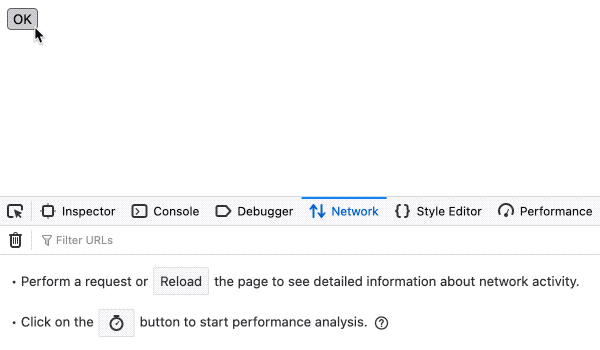 OK
Inspector Console Debugger Network Style Editor Performance
Filter URLs
• Perform a request or Reload the page to see detailed information about network activity.
• Click on the button to start performance analysis. ?